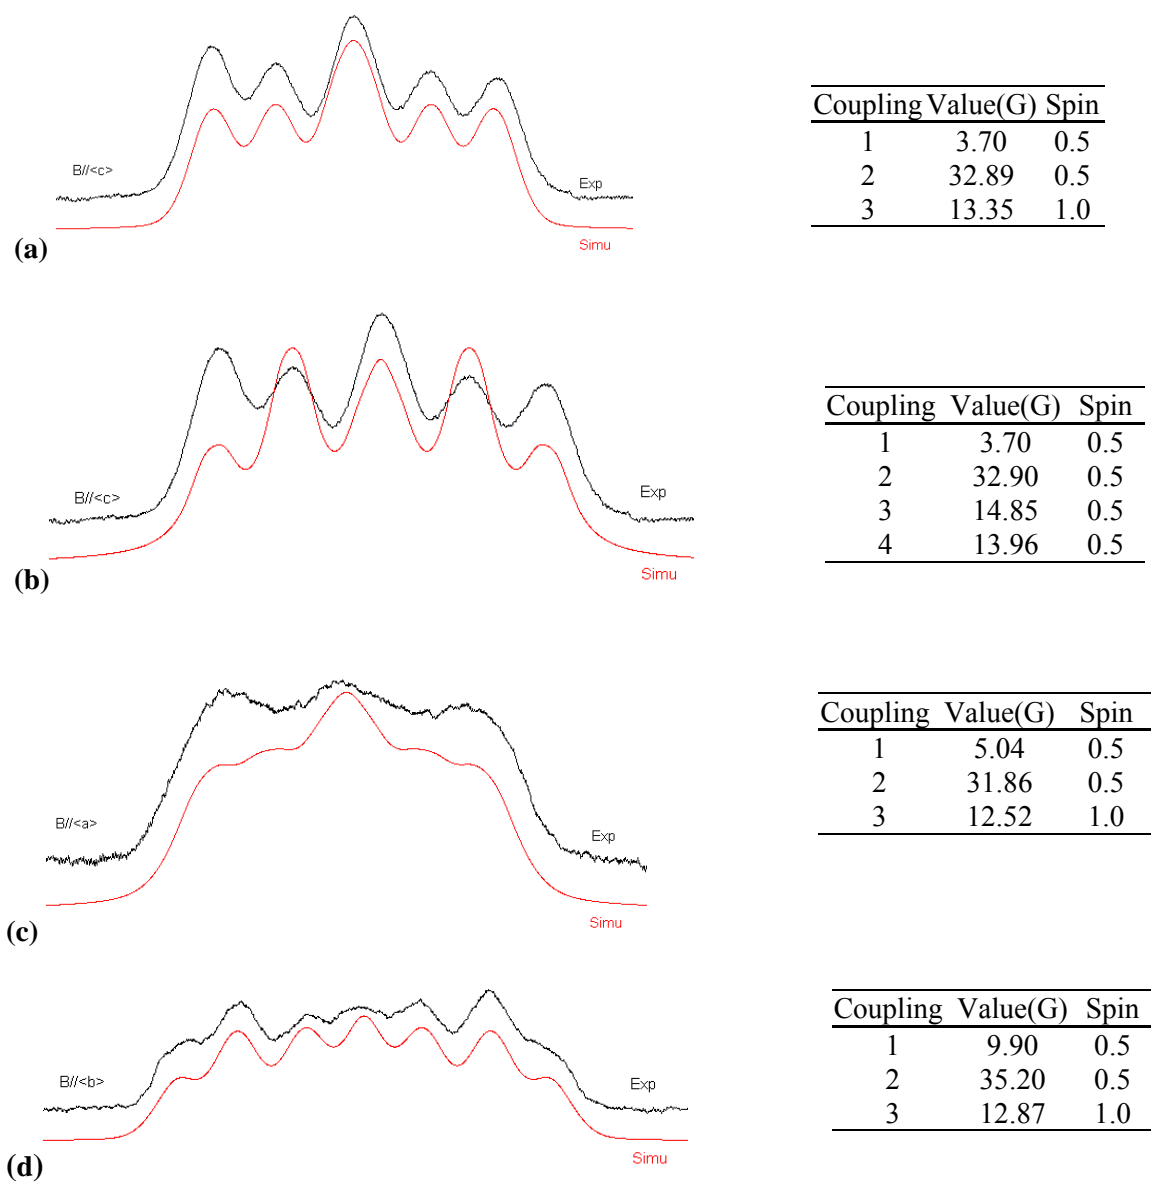 Coupling Value(G) Spin
1 3.70 0.5
2 32.89 0.5
3 13.35 1.0
B//<c>
Exp
Simu
(a)
Coupling Value(G) Spin
1 3.70 0.5
2 32.90 0.5
3 14.85 0.5
4 13.96 0.5
B//<c>
Exp
Simu
(b)
Coupling Value(G) Spin
1 5.04 0.5
2 31.86 0.5
3 12.52 1.0
B//<a>
Exp
Simu
(c)
Coupling Value(G) Spin
1 9.90 0.5
2 35.20 0.5
3 12.87 1.0
B//<b>
Exp
Simu
(d)